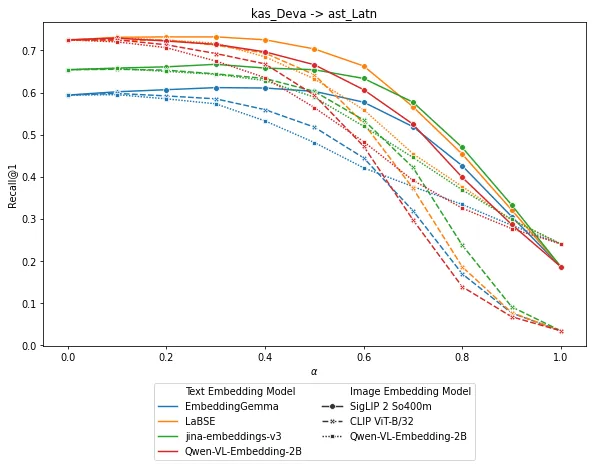 kas_Deva -> ast_Latn
Recall@1
0.7
0.6
0.5
0.4
0.3
0.2
0.1
0.0
0.0 0.2 0.4 0.6 0.8 1.0
α
Text Embedding Model Image Embedding Model
EmbeddingGemma SigLIP 2 So400m
LaBSE CLIP ViT-B/32
jina-embeddings-v3 Qwen-VL-Embedding-2B
Qwen-VL-Embedding-2B